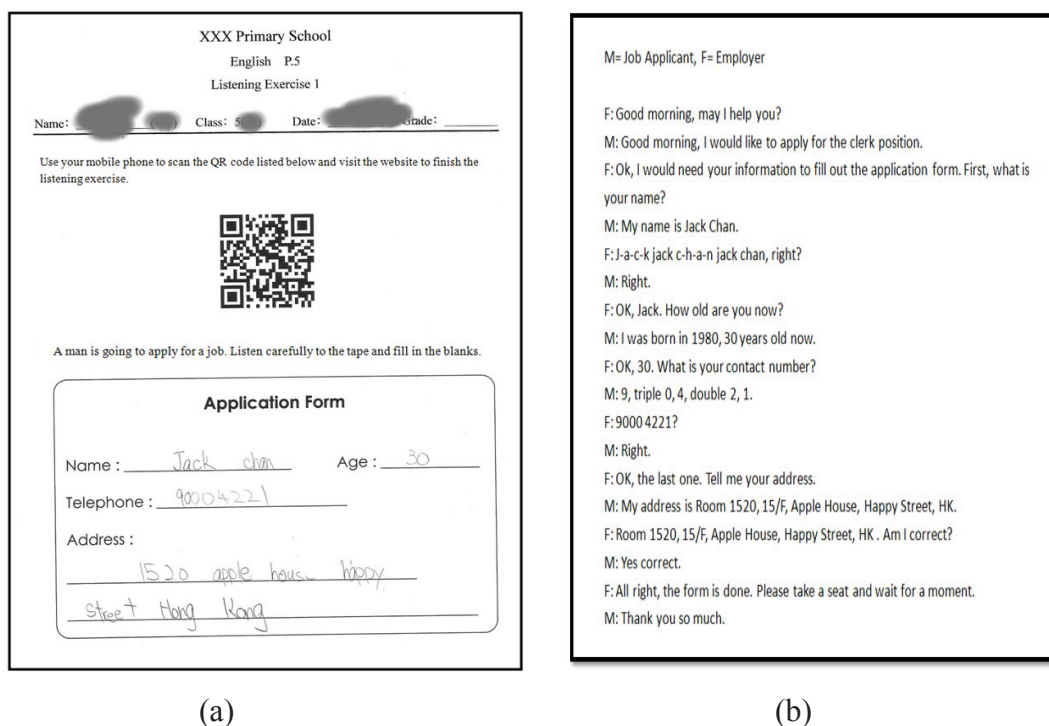 XXX Primary School
English P.5
Listening Exercise 1
Name: Class: 5 Date: Grade:
Use your mobile phone to scan the QR code listed below and visit the website to finish the
listening exercise.
A man is going to apply for a job. Listen carefully to the tape and fill in the blanks.
Application Form
Name : Jack chan Age : 30
Telephone : 90004221
Address :
1520 apple house happy
street Hong Kong
(a)
M= Job Applicant, F= Employer
F: Good morning, may I help you?
M: Good morning, I would like to apply for the clerk position.
F: Ok, I would need your information to fill out the application form. First, what is
your name?
M: My name is Jack Chan.
F: J-a-c-k jack c-h-a-n jack chan, right?
M: Right.
F: OK, Jack. How old are you now?
M: I was born in 1980, 30 years old now.
F: OK, 30. What is your contact number?
M: 9, triple 0, 4, double 2, 1.
F: 9000 4221?
M: Right.
F: OK, the last one. Tell me your address.
M: My address is Room 1520, 15/F, Apple House, Happy Street, HK.
F: Room 1520, 15/F, Apple House, Happy Street, HK . Am I correct?
M: Yes correct.
F: All right, the form is done. Please take a seat and wait for a moment.
M: Thank you so much.
(b)